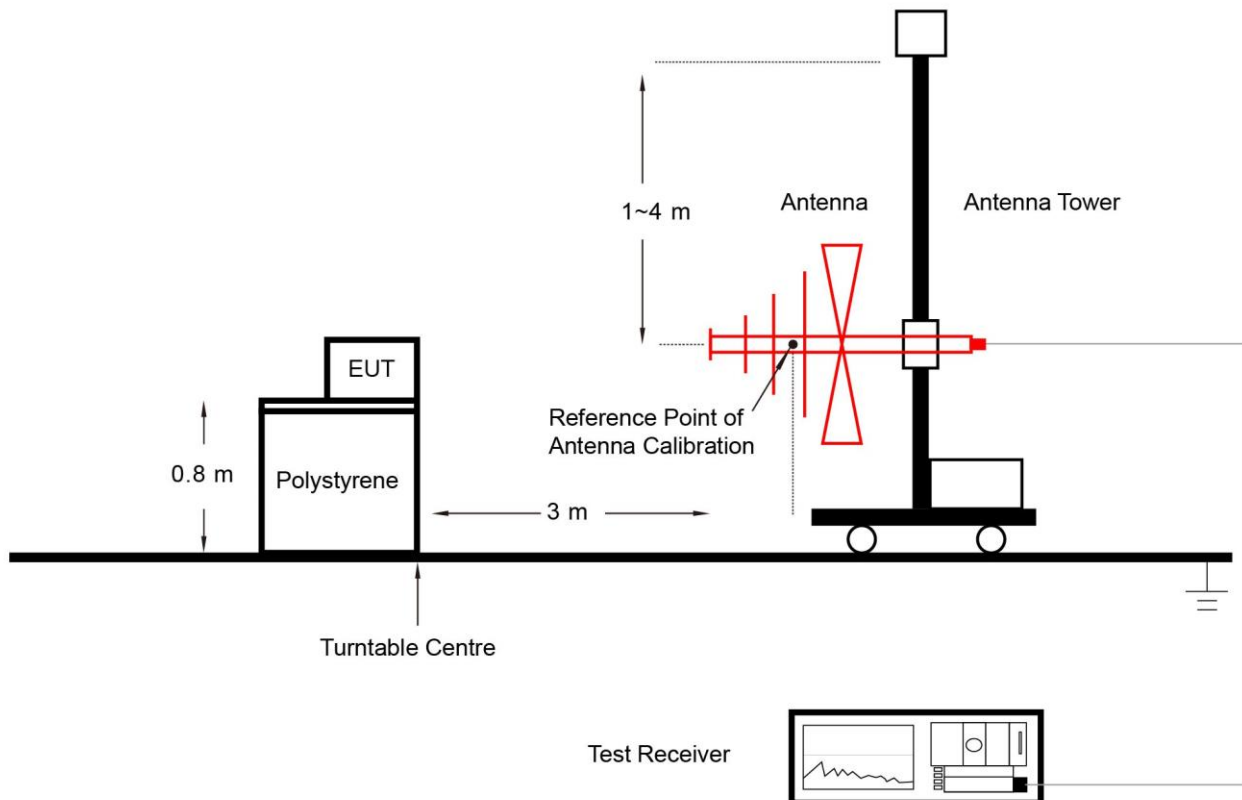 1~4 m
Antenna
Antenna Tower
EUT
Reference Point of
Antenna Calibration
0.8 m
Polystyrene
3 m
Turntable Centre
Test Receiver